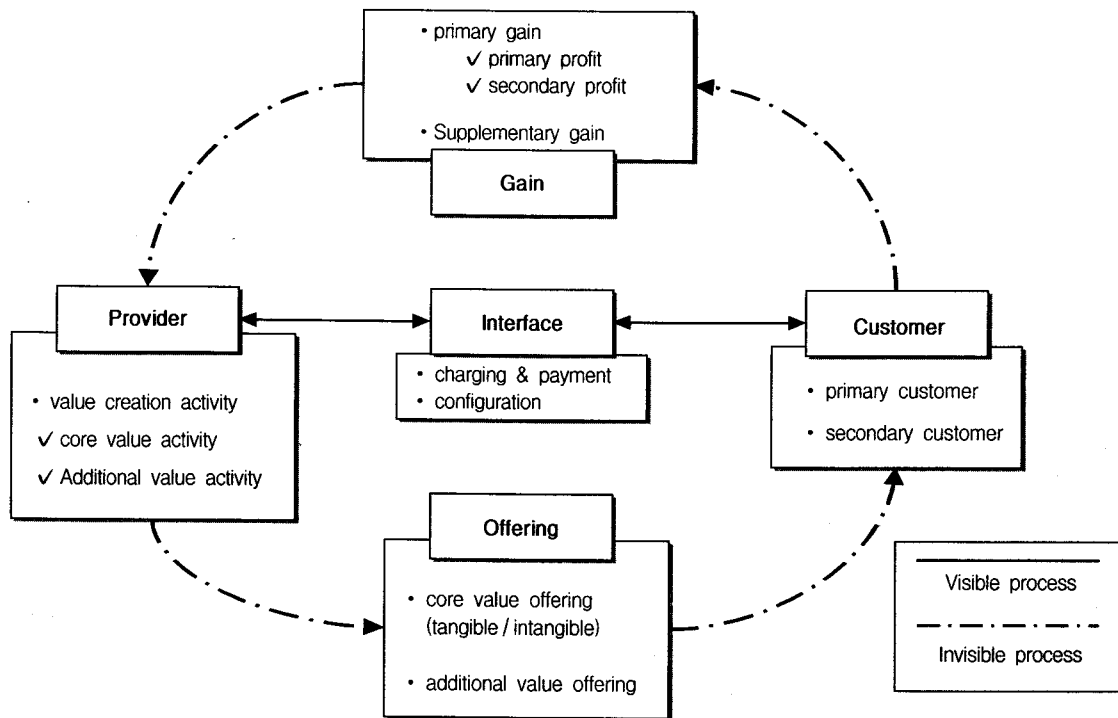 · primary gain
✓ primary profit
✓ secondary profit
· Supplementary gain
Gain
Provider
Interface
Customer
· value creation activity
✓ core value activity
✓ Additional value activity
· charging & payment
· configuration
· primary customer
· secondary customer
Offering
· core value offering
(tangible / intangible)
· additional value offering
Visible process
Invisible process